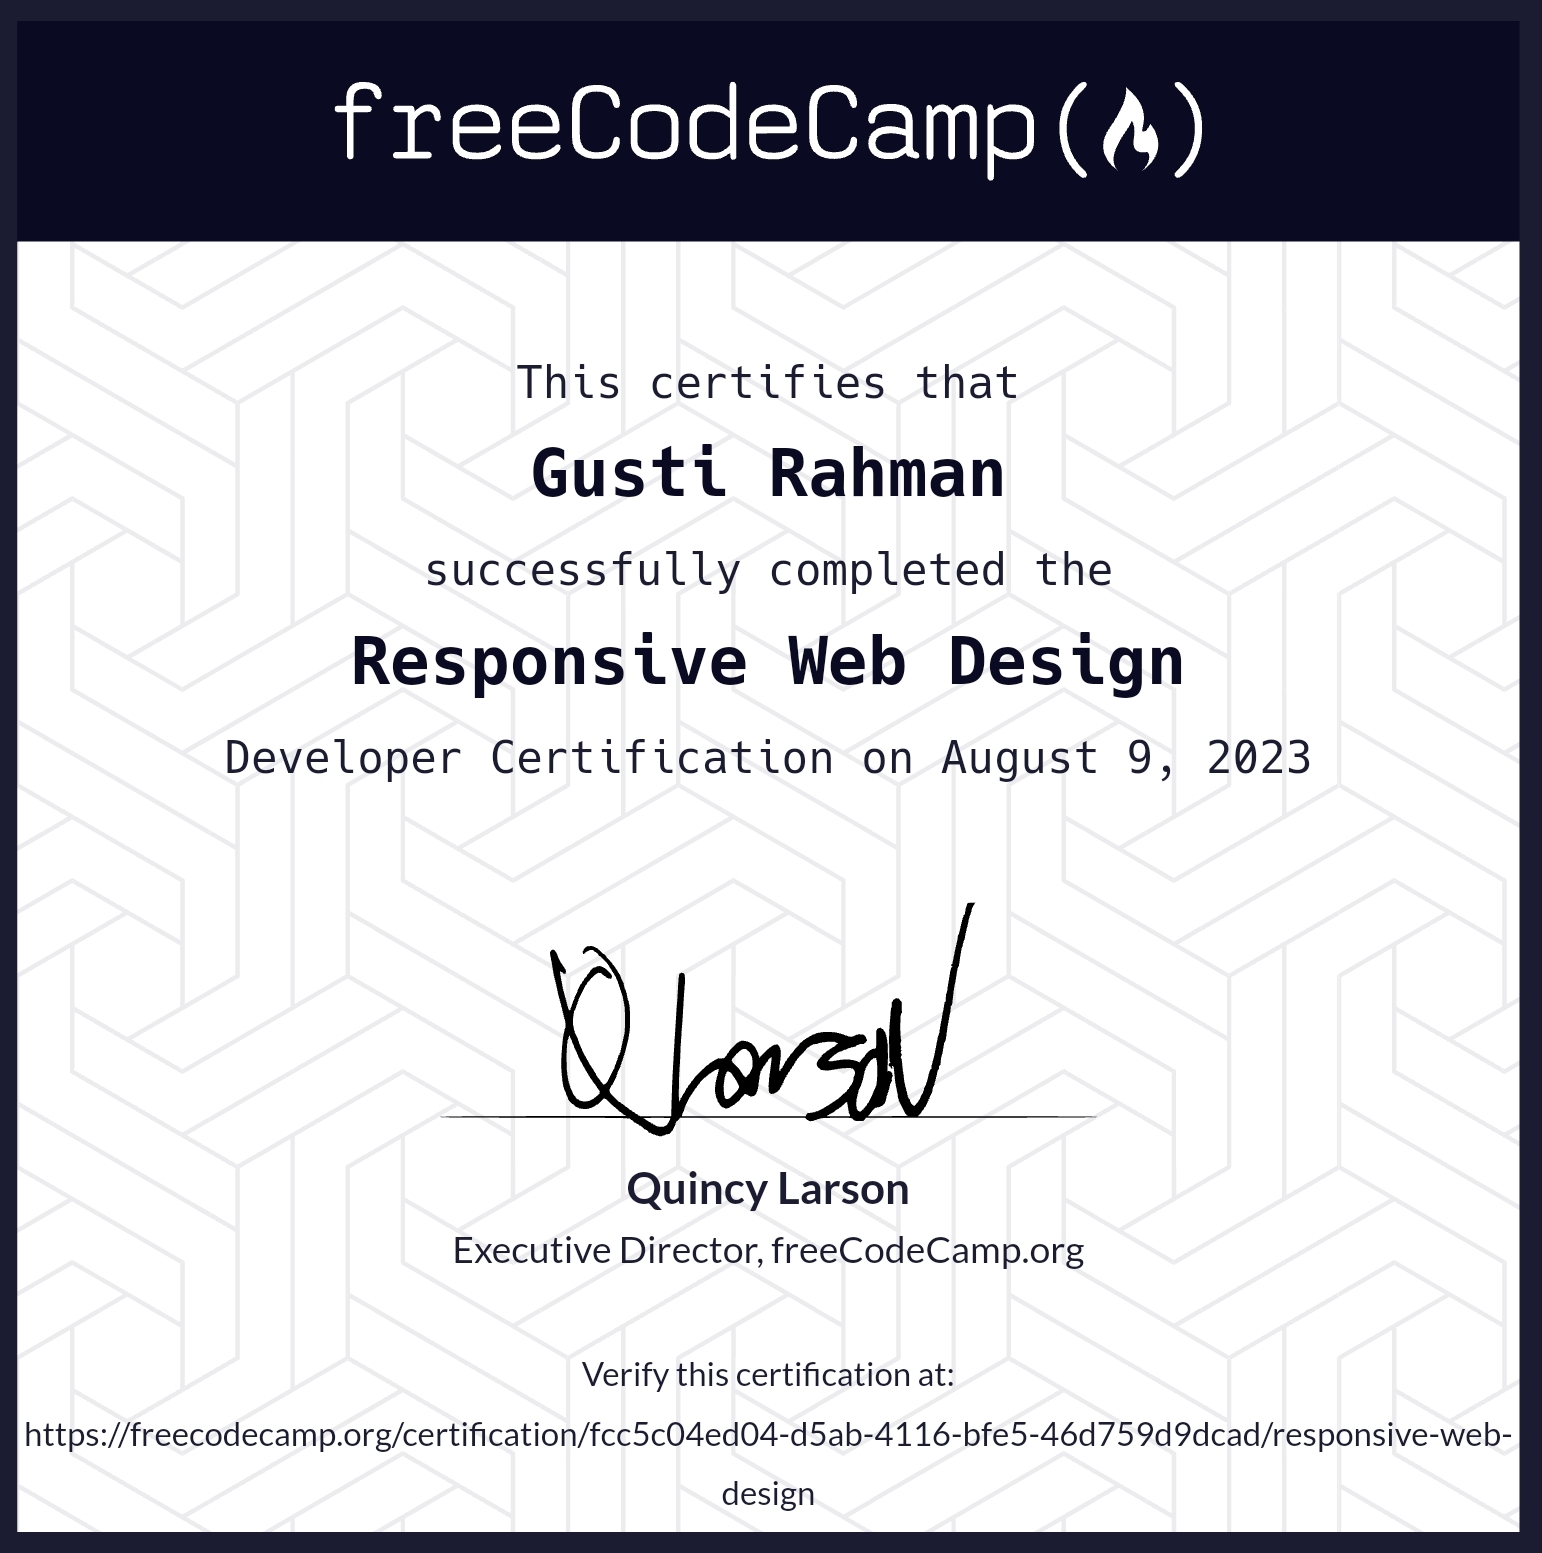 freeCodeCamp
This certifies that
Gusti Rahman
successfully completed the
Responsive Web Design
Developer Certification on August 9, 2023
Q Larson
Quincy Larson
Executive Director, freeCodeCamp.org
Verify this certification at:
https://freecodecamp.org/certification/fcc5c04ed04-d5ab-4116-bfe5-46d759d9dcad/responsive-web-
design